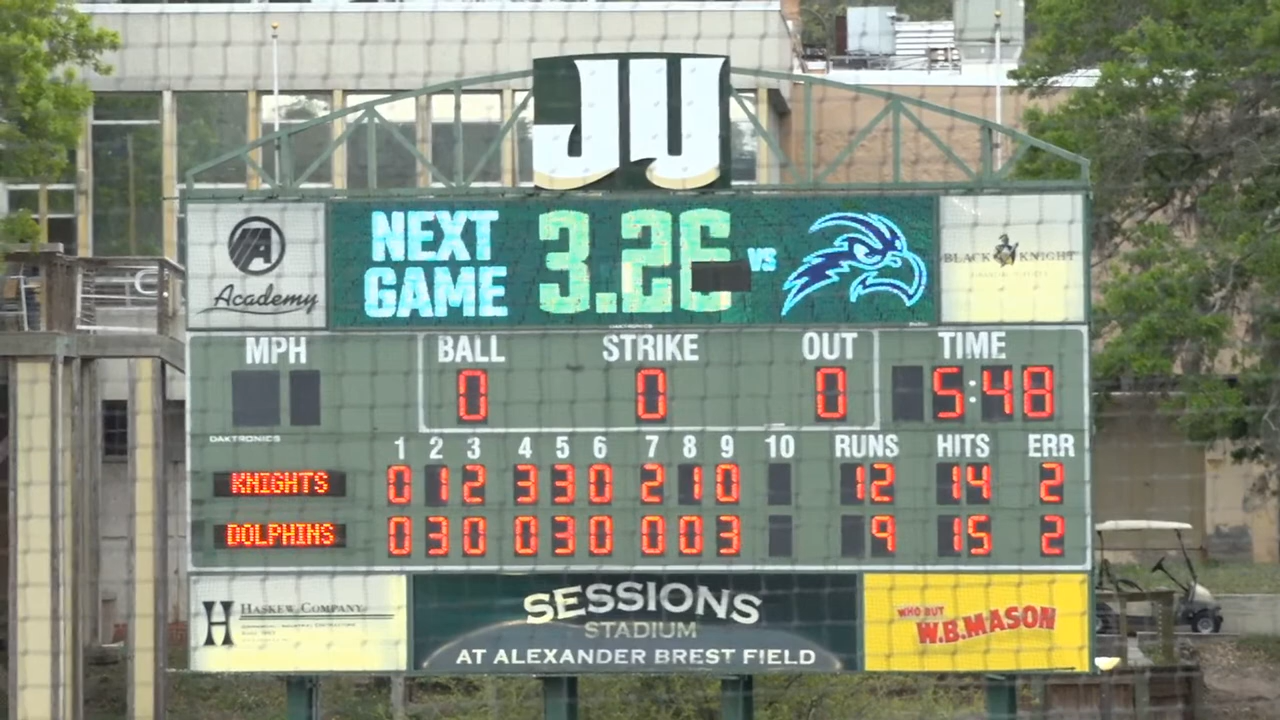 JU
NEXT GAME 3.26 vs
A
Academy
BLACK KNIGHT
MPH BALL STRIKE OUT TIME
0 0 0 5:48
DAKTRONICS
1 2 3 4 5 6 7 8 9 10 RUNS HITS ERR
KNIGHTS 0 1 2 3 3 0 2 1 0 12 14 2
DOLPHINS 0 3 0 0 3 0 0 0 3 9 15 2
H HASKEW COMPANY
SESSIONS
STADIUM
AT ALEXANDER BREST FIELD
WHO BUT
W.B.MASON